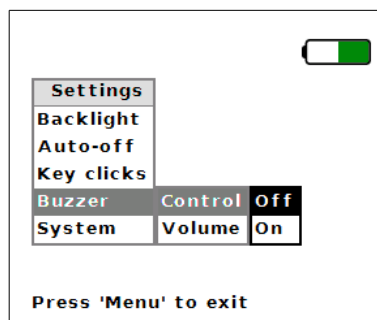 Settings
Backlight
Auto-off
Key clicks
Buzzer Control Off
System Volume On
Press 'Menu' to exit